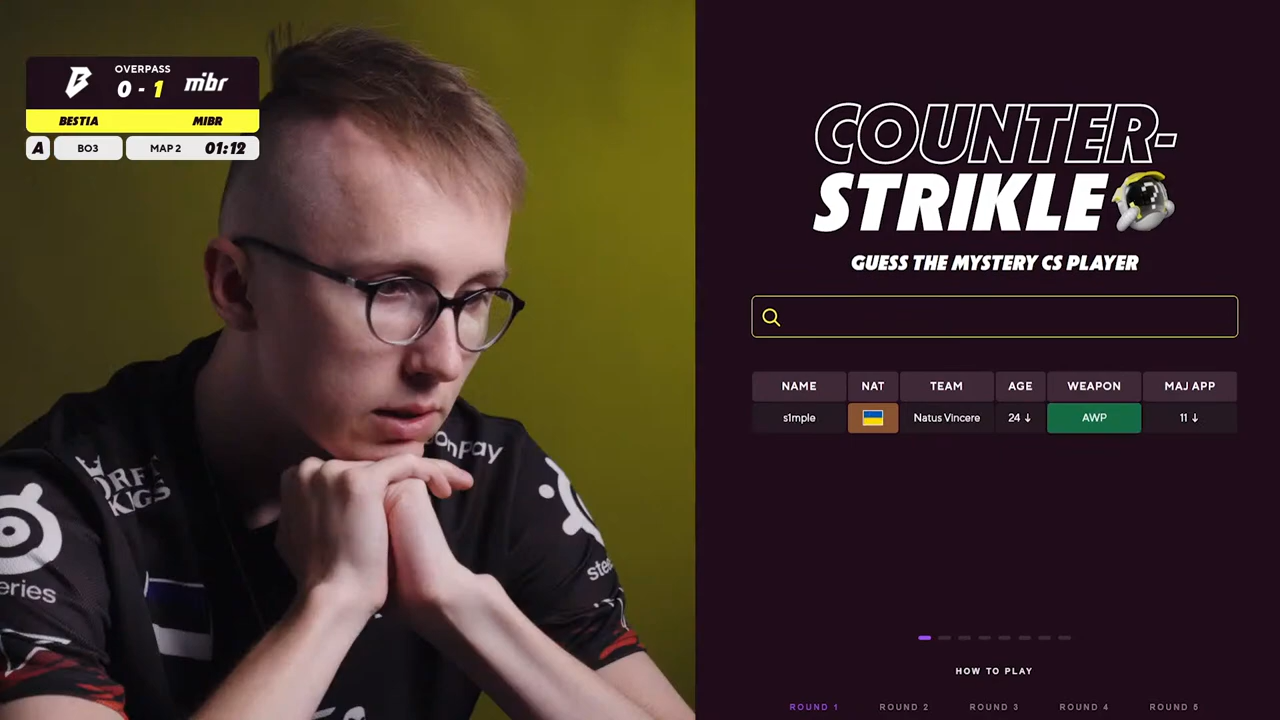 OVERPASS
0 - 1
mibr
BESTIA
MIBR
A
BO3
MAP 2
01:12
COUNTER-
STRIKLE
GUESS THE MYSTERY CS PLAYER
NAME NAT TEAM AGE WEAPON MAJ APP
s1mple Natus Vincere 24 ↓ AWP 11 ↓
HOW TO PLAY
ROUND 1 ROUND 2 ROUND 3 ROUND 4 ROUND 5